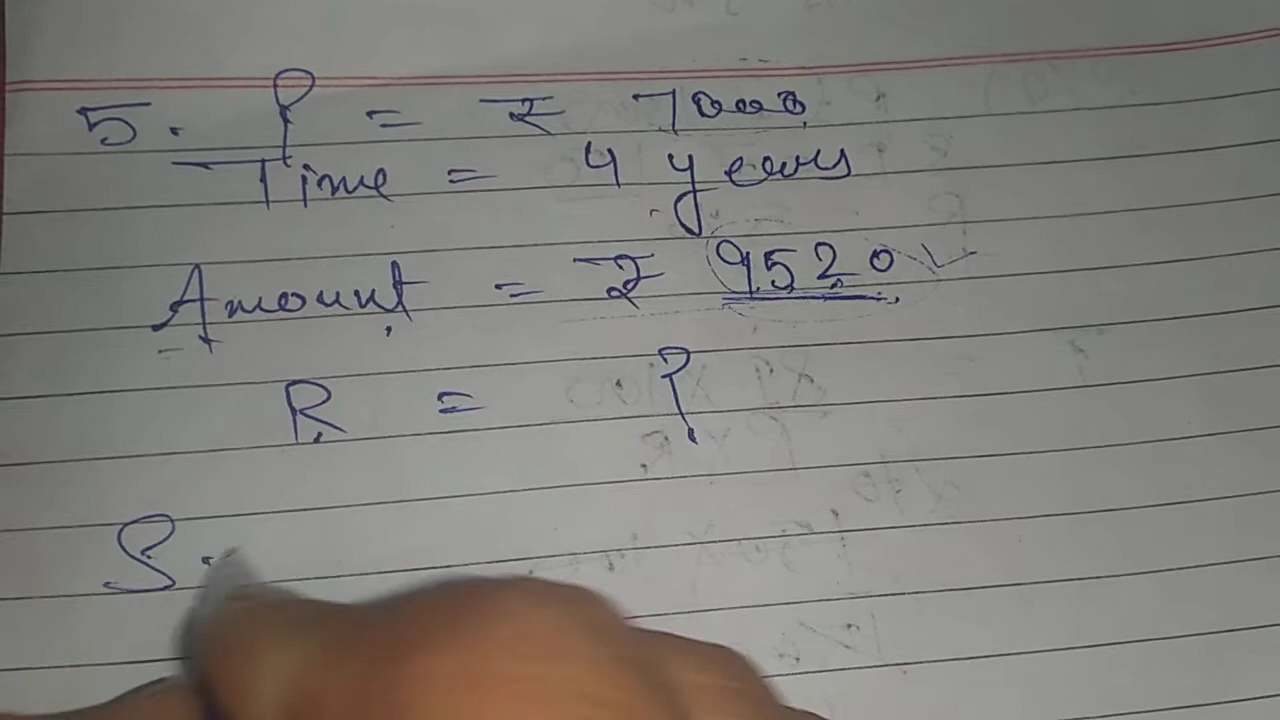 5. P = ₹ 7000
Time = 4 years
Amount = ₹ 9520
R = ?
S.